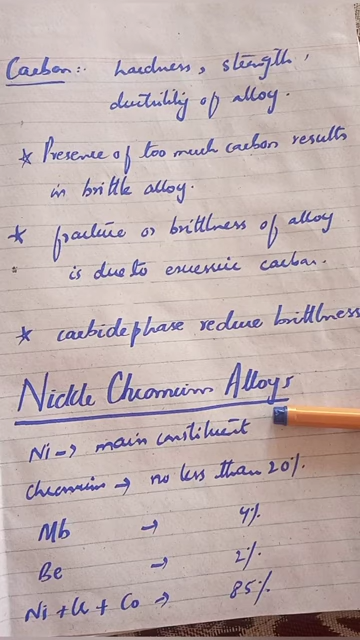 Carbon:- hardness, strength,
ductility of alloy.
* Presence of too much carbon results
in brittle alloy.
* fracture or brittlness of alloy
is due to excessive carbon.
* carbide phase reduce brittlness
Nickle Chromium Alloys
Ni → main constituent
Chromium → no less than 20%.
Mb → 4%
Be → 2%.
Ni + Cr + Co → 85%